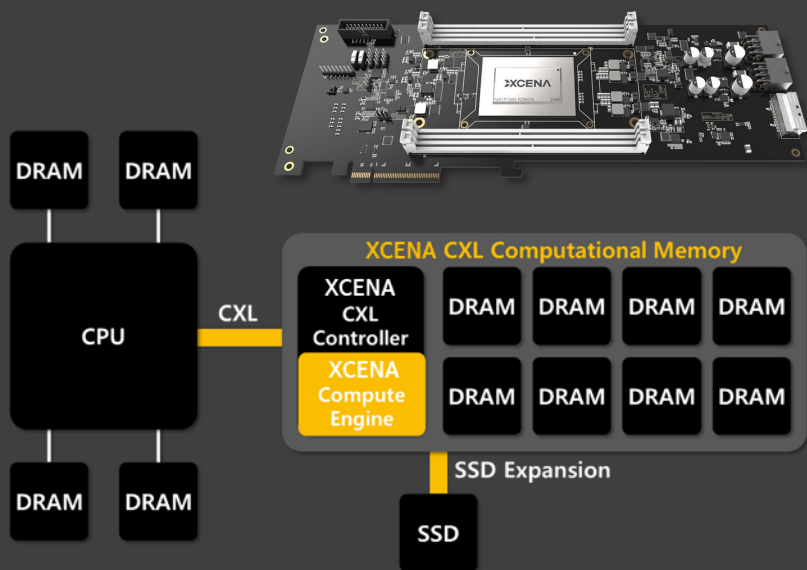 XCENA
DRAM
DRAM
XCENA CXL Computational Memory
XCENA
CXL
Controller
DRAM
DRAM
DRAM
DRAM
CXL
CPU
XCENA
Compute
Engine
DRAM
DRAM
DRAM
DRAM
SSD Expansion
DRAM
DRAM
SSD